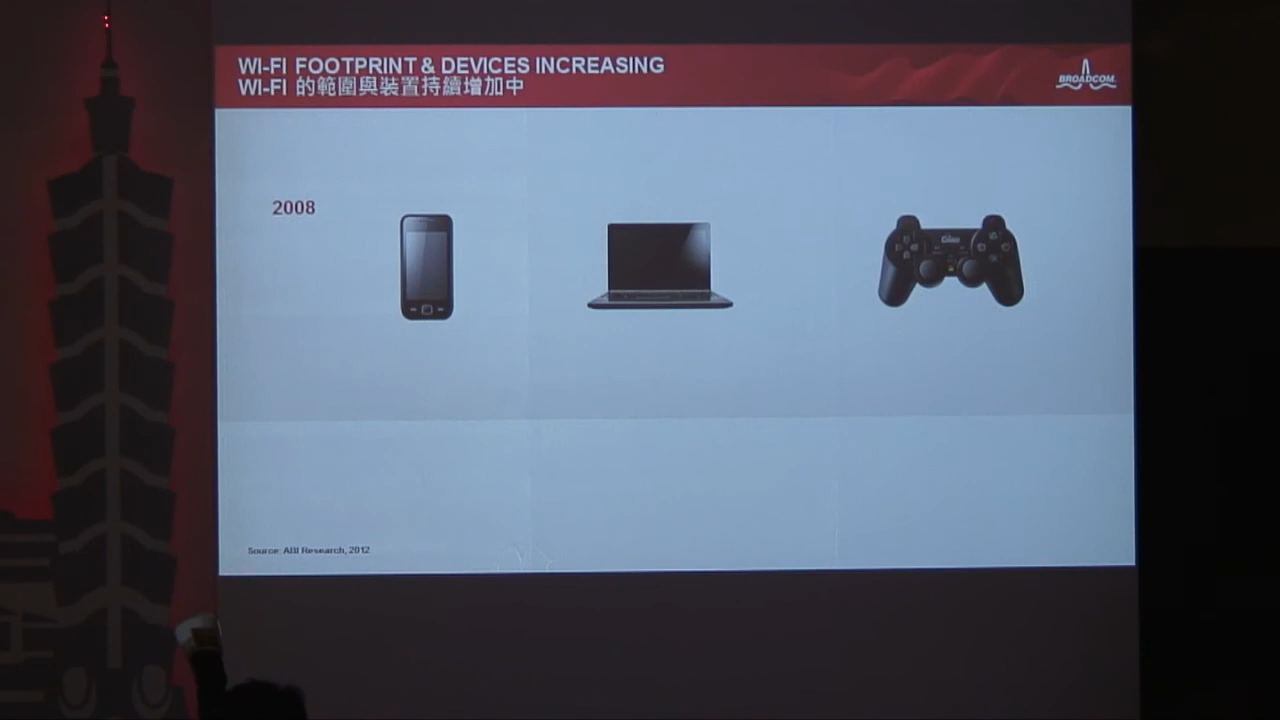 WI-FI FOOTPRINT & DEVICES INCREASING
WI-FI 的範圍與裝置持續增加中
BROADCOM.
2008
Source: ABI Research, 2012